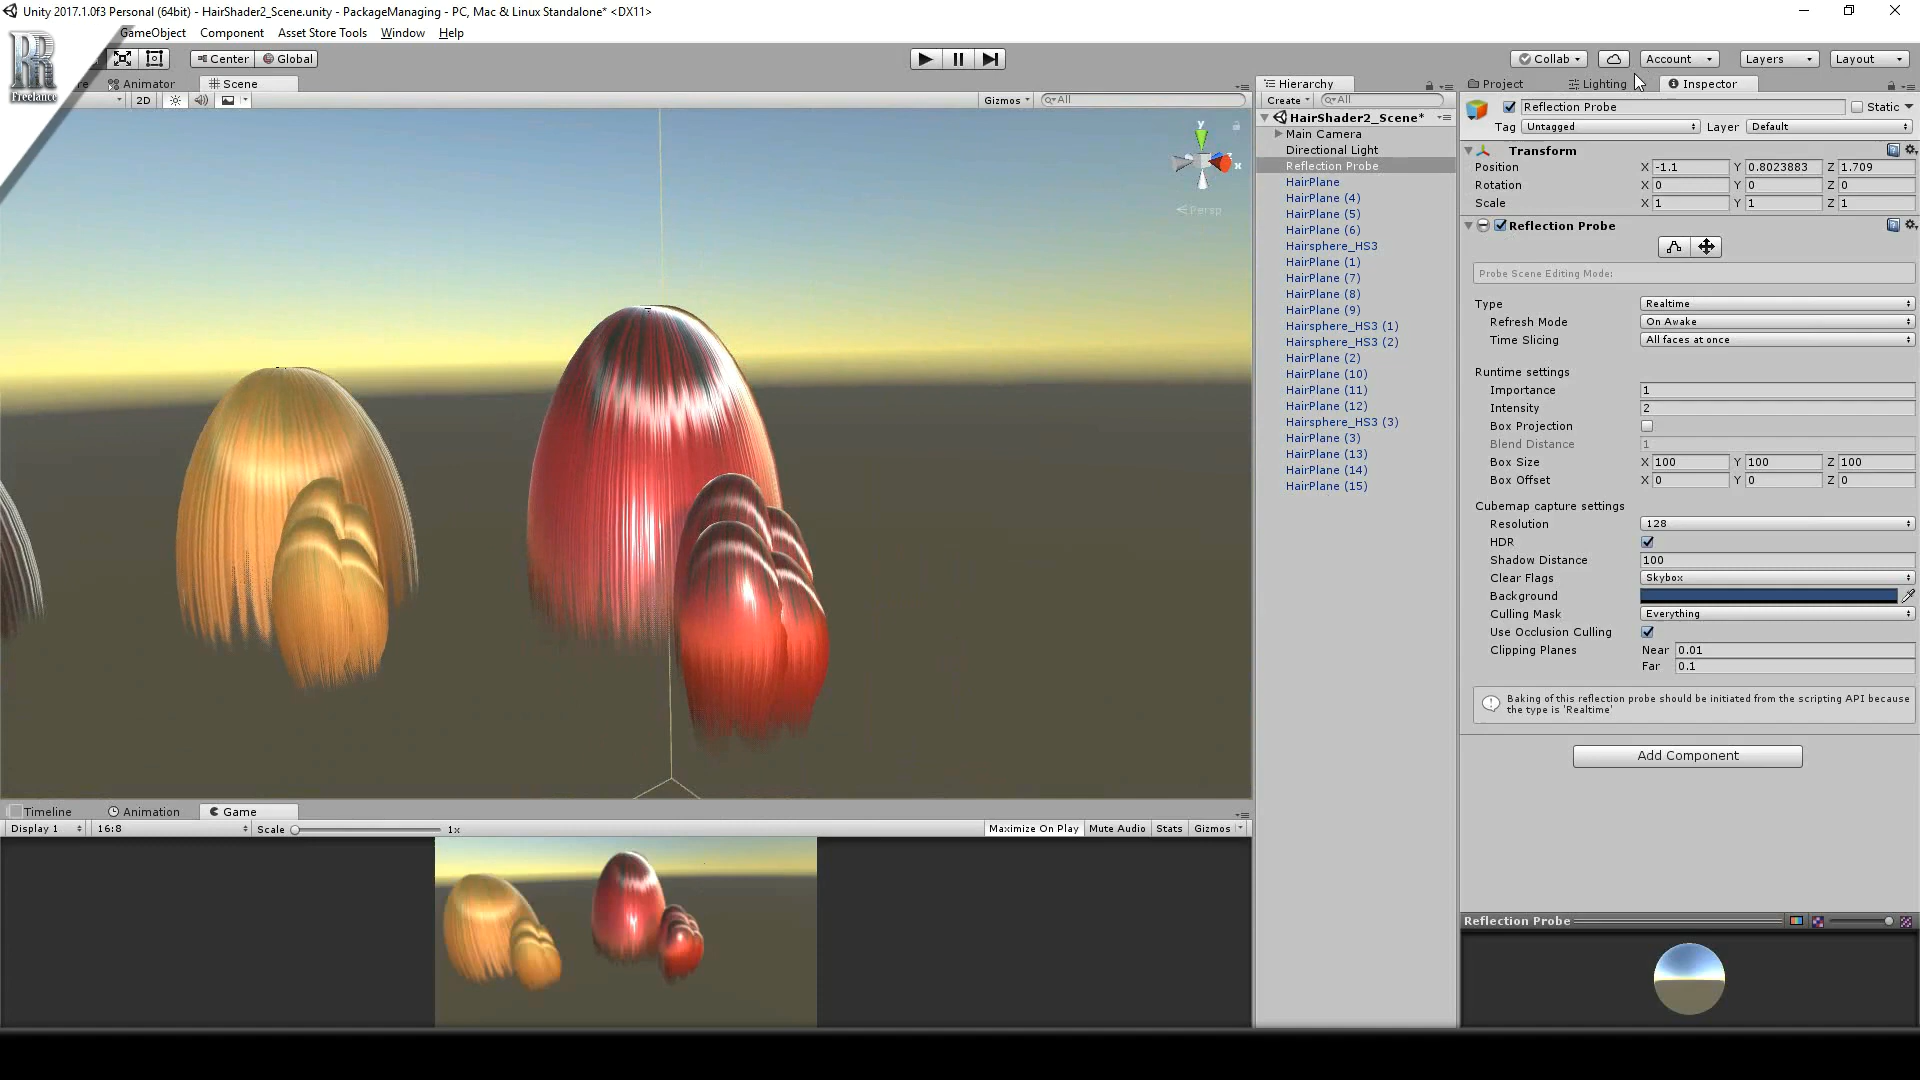 Unity 2017.1.0f3 Personal (64bit) - HairShader2_Scene.unity - PackageManaging - PC, Mac & Linux Standalone* <DX11>
GameObject Component Asset Store Tools Window Help
RR Freelance
Center Global
Collab Account Layers Layout
Animator Scene
2D Gizmos All
Persp
y
x
Hierarchy
Create All
HairShader2_Scene*
Main Camera
Directional Light
Reflection Probe
HairPlane
HairPlane (4)
HairPlane (5)
HairPlane (6)
Hairsphere_HS3
HairPlane (1)
HairPlane (7)
HairPlane (8)
HairPlane (9)
Hairsphere_HS3 (1)
Hairsphere_HS3 (2)
HairPlane (2)
HairPlane (10)
HairPlane (11)
HairPlane (12)
Hairsphere_HS3 (3)
HairPlane (3)
HairPlane (13)
HairPlane (14)
HairPlane (15)
Project Lighting Inspector
Reflection Probe Static
Tag Untagged Layer Default
Transform
Position X -1.1 Y 0.8023883 Z 1.709
Rotation X 0 Y 0 Z 0
Scale X 1 Y 1 Z 1
Reflection Probe
Probe Scene Editing Mode:
Type Realtime
Refresh Mode On Awake
Time Slicing All faces at once
Runtime settings
Importance 1
Intensity 2
Box Projection
Blend Distance 1
Box Size X 100 Y 100 Z 100
Box Offset X 0 Y 0 Z 0
Cubemap capture settings
Resolution 128
HDR
Shadow Distance 100
Clear Flags Skybox
Background
Culling Mask Everything
Use Occlusion Culling
Clipping Planes Near 0.01
Far 0.1
Baking of this reflection probe should be initiated from the scripting API because
the type is 'Realtime'
Add Component
Reflection Probe
Timeline Animation Game
Display 1 16:8 Scale 1x Maximize On Play Mute Audio Stats Gizmos